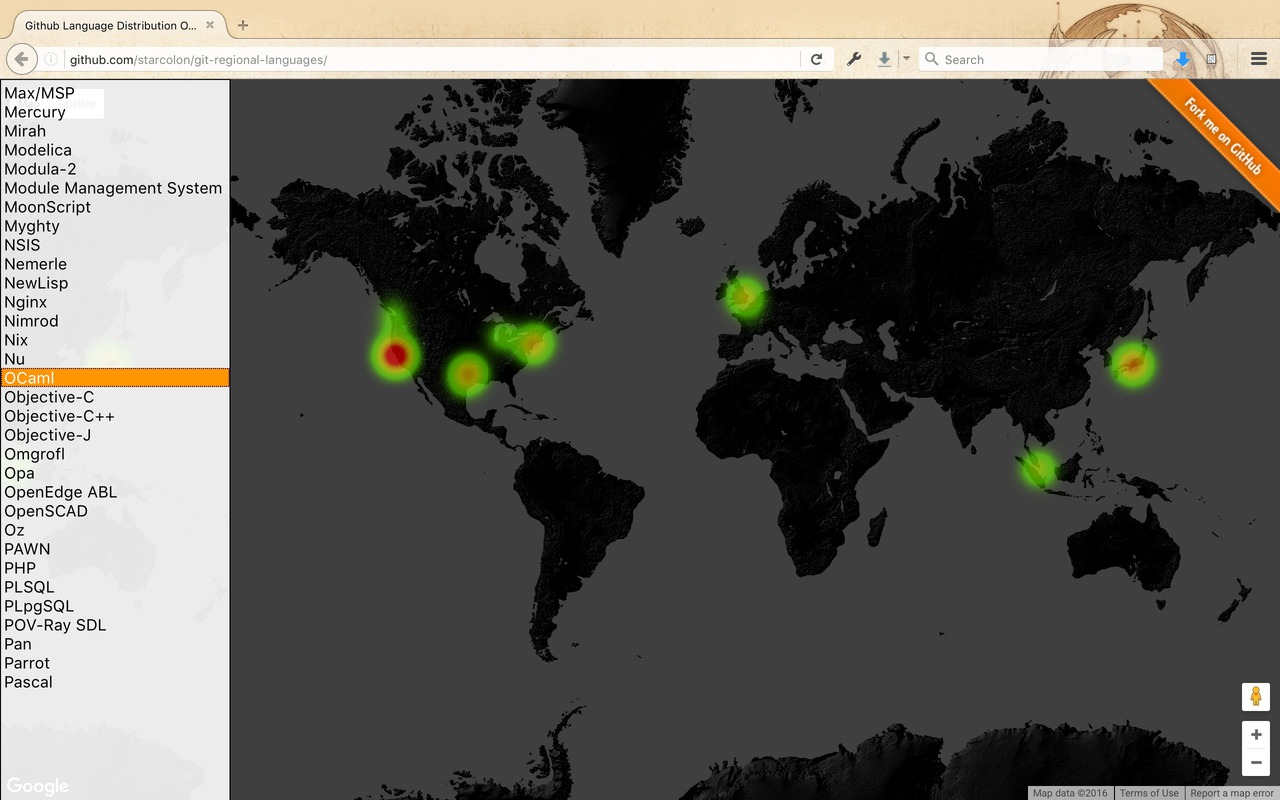 Github Language Distribution O...
github.com/starcolon/git-regional-languages/
Search
Fork me on GitHub
Max/MSP
Mercury
Mirah
Modelica
Modula-2
Module Management System
MoonScript
Myghty
NSIS
Nemerle
NewLisp
Nginx
Nimrod
Nix
Nu
OCaml
Objective-C
Objective-C++
Objective-J
Omgrofl
Opa
OpenEdge ABL
OpenSCAD
Oz
PAWN
PHP
PLSQL
PLpgSQL
POV-Ray SDL
Pan
Parrot
Pascal
Google
Map data ©2016 Terms of Use Report a map error